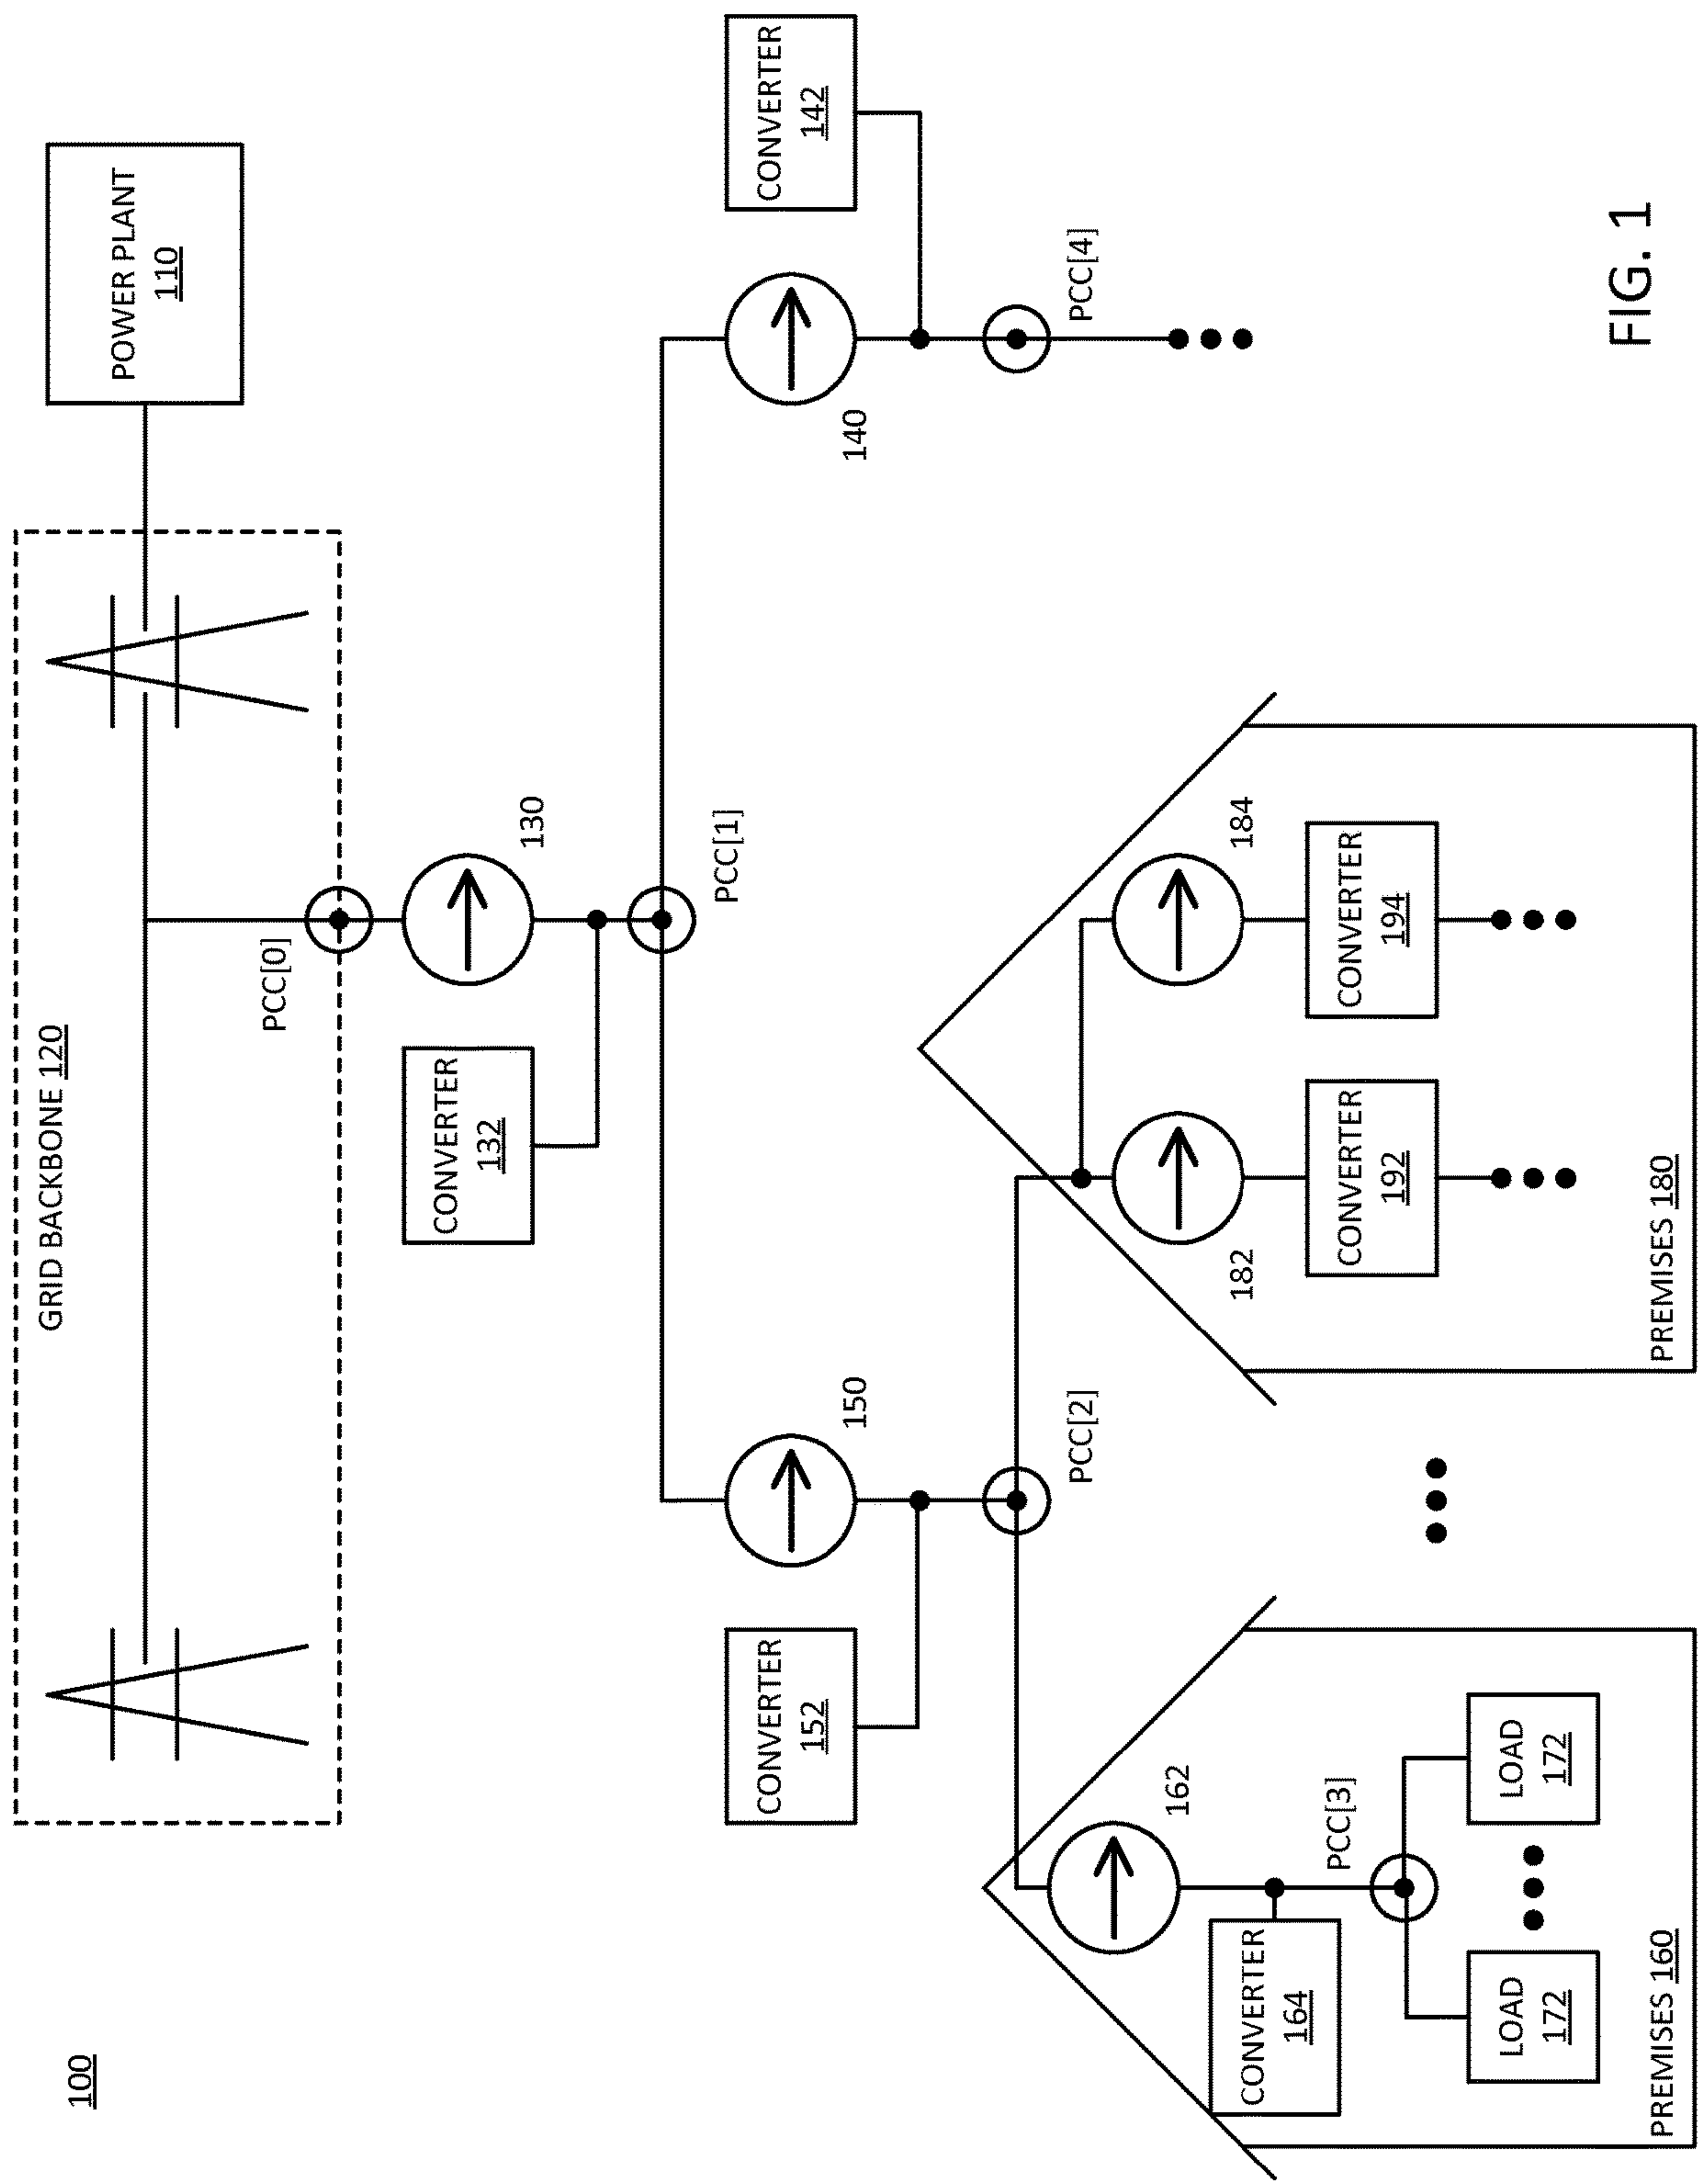 100
GRID BACKBONE 120
POWER PLANT
110
PCC[0]
130
CONVERTER
132
PCC[1]
150
CONVERTER
152
PCC[2]
140
CONVERTER
142
PCC[4]
162
CONVERTER
164
PCC[3]
LOAD
172
LOAD
172
PREMISES 160
182
184
CONVERTER
192
CONVERTER
194
PREMISES 180
FIG. 1